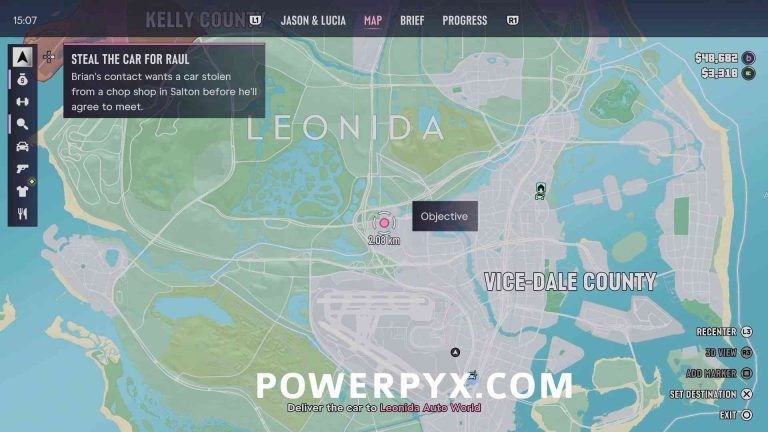 15:07
KELLY COUNTY
L1 JASON & LUCIA MAP BRIEF PROGRESS R1
STEAL THE CAR FOR RAUL
Brian's contact wants a car stolen
from a chop shop in Salton before he'll
agree to meet.
$48,682
$3,318
LEONIDA
Objective
2.03 km
VICE-DALE COUNTY
RECENTER L3
3D VIEW R3
ADD MARKER
SET DESTINATION
EXIT
POWERPYX.COM
Deliver the car to Leonida Auto World